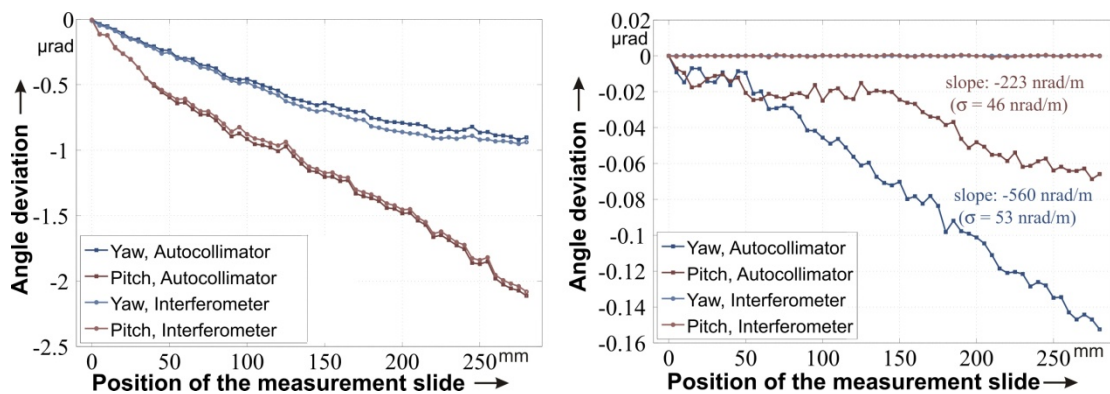 0
µrad
-0.5
-1
-1.5
-2
-2.5
Angle deviation
Yaw, Autocollimator
Pitch, Autocollimator
Yaw, Interferometer
Pitch, Interferometer
0 50 100 150 200 250 mm
Position of the measurement slide
0.02
µrad
0
-0.02
-0.04
-0.06
-0.08
-0.1
-0.12
-0.14
-0.16
Angle deviation
slope: -223 nrad/m
(σ = 46 nrad/m)
slope: -560 nrad/m
(σ = 53 nrad/m)
Yaw, Autocollimator
Pitch, Autocollimator
Yaw, Interferometer
Pitch, Interferometer
0 50 100 150 200 250 mm
Position of the measurement slide